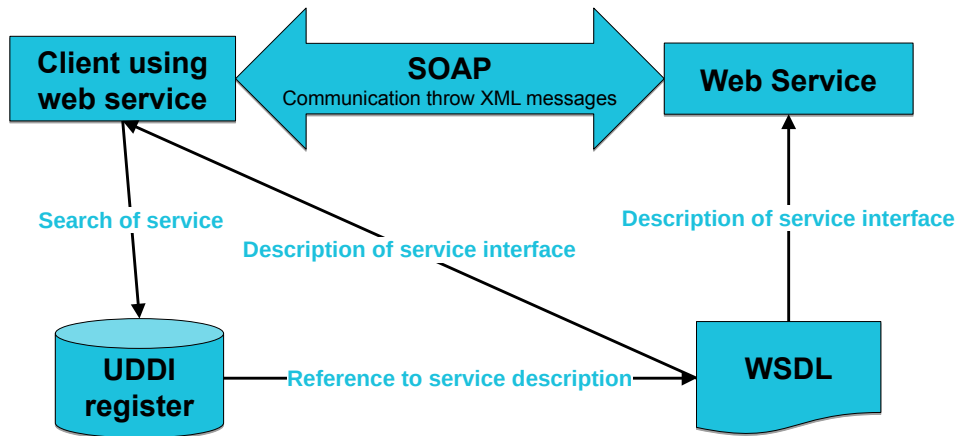 Client using
web service
SOAP
Communication throw XML messages
Web Service
Search of service
Description of service interface
Description of service interface
UDDI
register
Reference to service description
WSDL